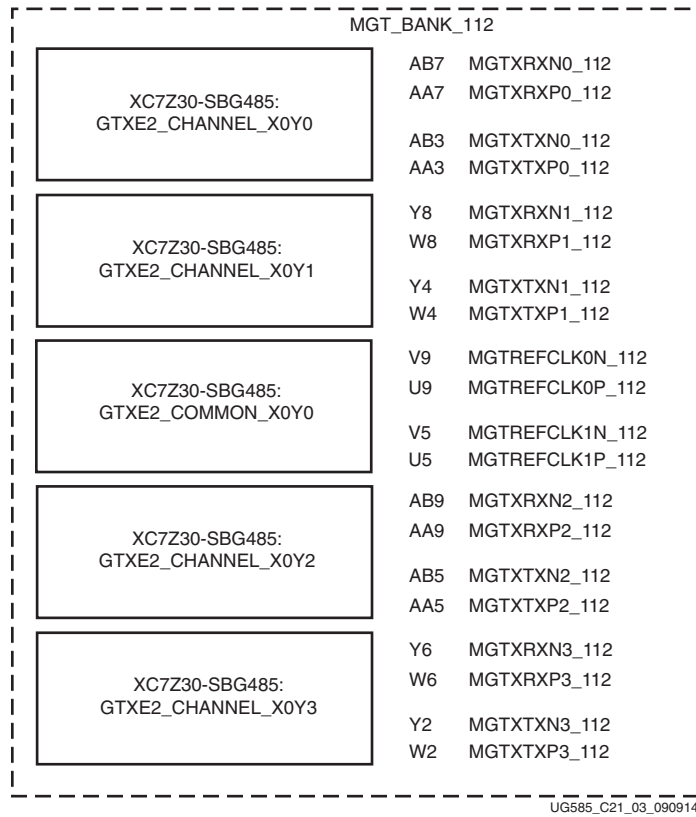 MGT_BANK_112
XC7Z30-SBG485:
GTXE2_CHANNEL_X0Y0
AB7 MGTXRXN0_112
AA7 MGTXRXP0_112
AB3 MGTXTXN0_112
AA3 MGTXTXP0_112
XC7Z30-SBG485:
GTXE2_CHANNEL_X0Y1
Y8 MGTXRXN1_112
W8 MGTXRXP1_112
Y4 MGTXTXN1_112
W4 MGTXTXP1_112
XC7Z30-SBG485:
GTXE2_COMMON_X0Y0
V9 MGTREFCLK0N_112
U9 MGTREFCLK0P_112
V5 MGTREFCLK1N_112
U5 MGTREFCLK1P_112
XC7Z30-SBG485:
GTXE2_CHANNEL_X0Y2
AB9 MGTXRXN2_112
AA9 MGTXRXP2_112
AB5 MGTXTXN2_112
AA5 MGTXTXP2_112
XC7Z30-SBG485:
GTXE2_CHANNEL_X0Y3
Y6 MGTXRXN3_112
W6 MGTXRXP3_112
Y2 MGTXTXN3_112
W2 MGTXTXP3_112
UG585_C21_03_090914